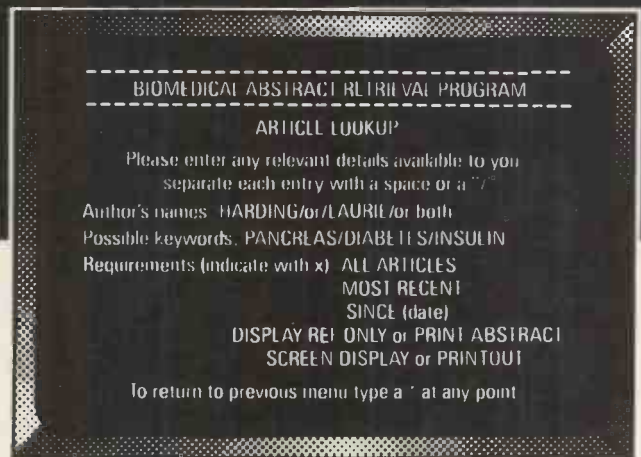 BIOMEDICAL ABSTRACT RETRIEVAL PROGRAM
ARTICLE LOOKUP
Please enter any relevant details available to you
separate each entry with a space or a "/"
Author's names HARDING/or/LAURIE/or both
Possible keywords. PANCREAS/DIABETES/INSULIN
Requirements (indicate with x) ALL ARTICLES
MOST RECENT
SINCE (date)
DISPLAY REF ONLY or PRINT ABSTRACT
SCREEN DISPLAY or PRINTOUT
To return to previous menu type a * at any point